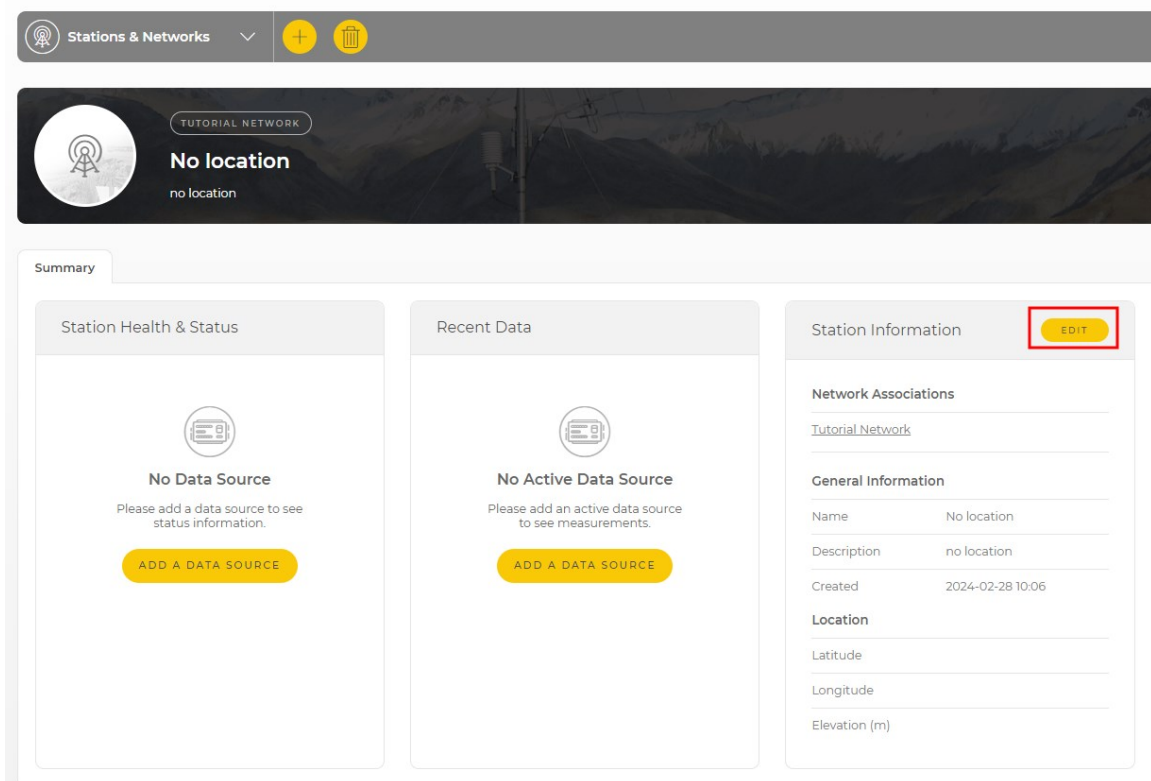 Stations & Networks
TUTORIAL NETWORK
No location
no location
Summary
Station Health & Status
No Data Source
Please add a data source to see
status information.
ADD A DATA SOURCE
Recent Data
No Active Data Source
Please add an active data source
to see measurements.
ADD A DATA SOURCE
Station Information
EDIT
Network Associations
Tutorial Network
General Information
Name No location
Description no location
Created 2024-02-28 10:06
Location
Latitude
Longitude
Elevation (m)